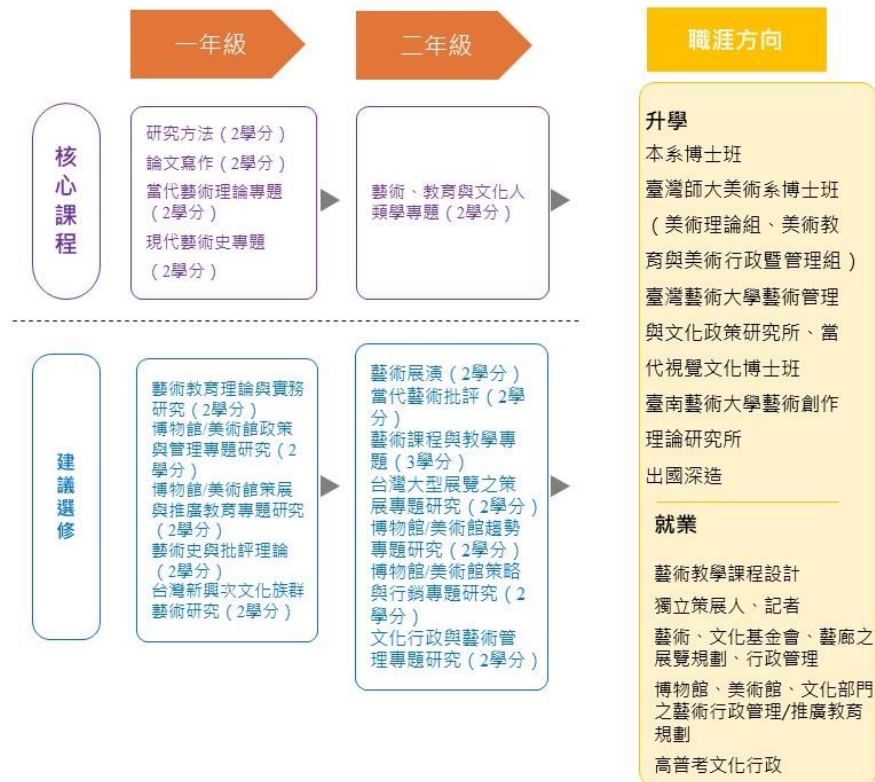 一年級
二年級
職涯方向
核
心
課
程
研究方法（2學分）
論文寫作（2學分）
當代藝術理論專題
（2學分）
現代藝術史專題
（2學分）
藝術、教育與文化人
類學專題（2學分）
建
議
選
修
藝術教育理論與實務
研究（2學分）
博物館/美術館政策
與管理專題研究（2
學分）
博物館/美術館策展
與推廣教育專題研究
（2學分）
藝術史與批評理論
（2學分）
台灣新興次文化族群
藝術研究（2學分）
藝術展演（2學分）
當代藝術批評（2學
分）
藝術課程與教學專
題（3學分）
台灣大型展覽之策
展專題研究（2學分）
博物館/美術館趨勢
專題研究（2學分）
博物館/美術館策略
與行銷專題研究（2
學分）
文化行政與藝術管
理專題研究（2學分）
升學
本系博士班
臺灣師大美術系博士班
（美術理論組、美術教
育與美術行政暨管理組）
臺灣藝術大學藝術管理
與文化政策研究所、當
代視覺文化博士班
臺南藝術大學藝術創作
理論研究所
出國深造
就業
藝術教學課程設計
獨立策展人、記者
藝術、文化基金會、藝廊之
展覽規劃、行政管理
博物館、美術館、文化部門
之藝術行政管理/推廣教育
規劃
高普考文化行政